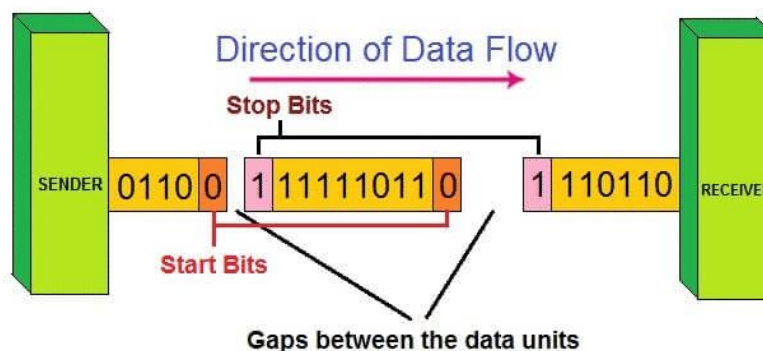 Direction of Data Flow
Stop Bits
SENDER 0110 0 1 11111011 0 1 110110 RECEIVE
Start Bits
Gaps between the data units